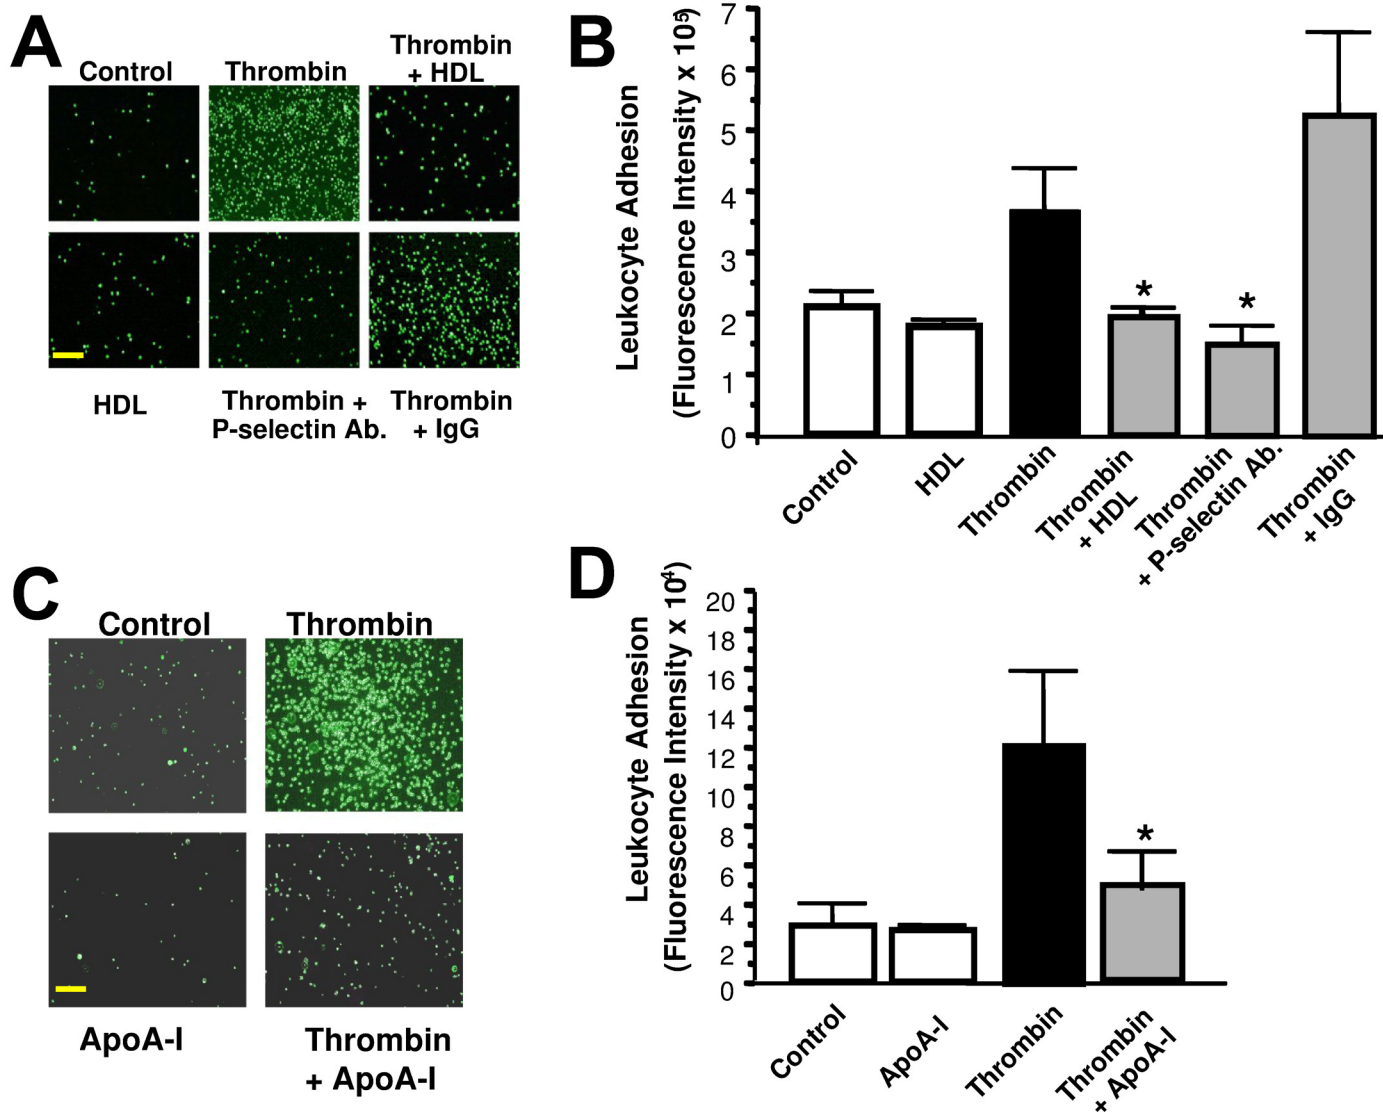 A
Control
Thrombin
Thrombin
+ HDL
HDL
Thrombin +
P-selectin Ab.
Thrombin
+ IgG
B
Leukocyte Adhesion
(Fluorescence Intensity x 10⁵)
7
6
5
4
3
2
1
0
*
*
Control
HDL
Thrombin
Thrombin
+ HDL
Thrombin
+ P-selectin Ab.
Thrombin
+ IgG
C
Control
Thrombin
ApoA-I
Thrombin
+ ApoA-I
D
Leukocyte Adhesion
(Fluorescence Intensity x 10⁴)
20
18
16
14
12
10
8
6
4
2
0
*
Control
ApoA-I
Thrombin
Thrombin
+ ApoA-I